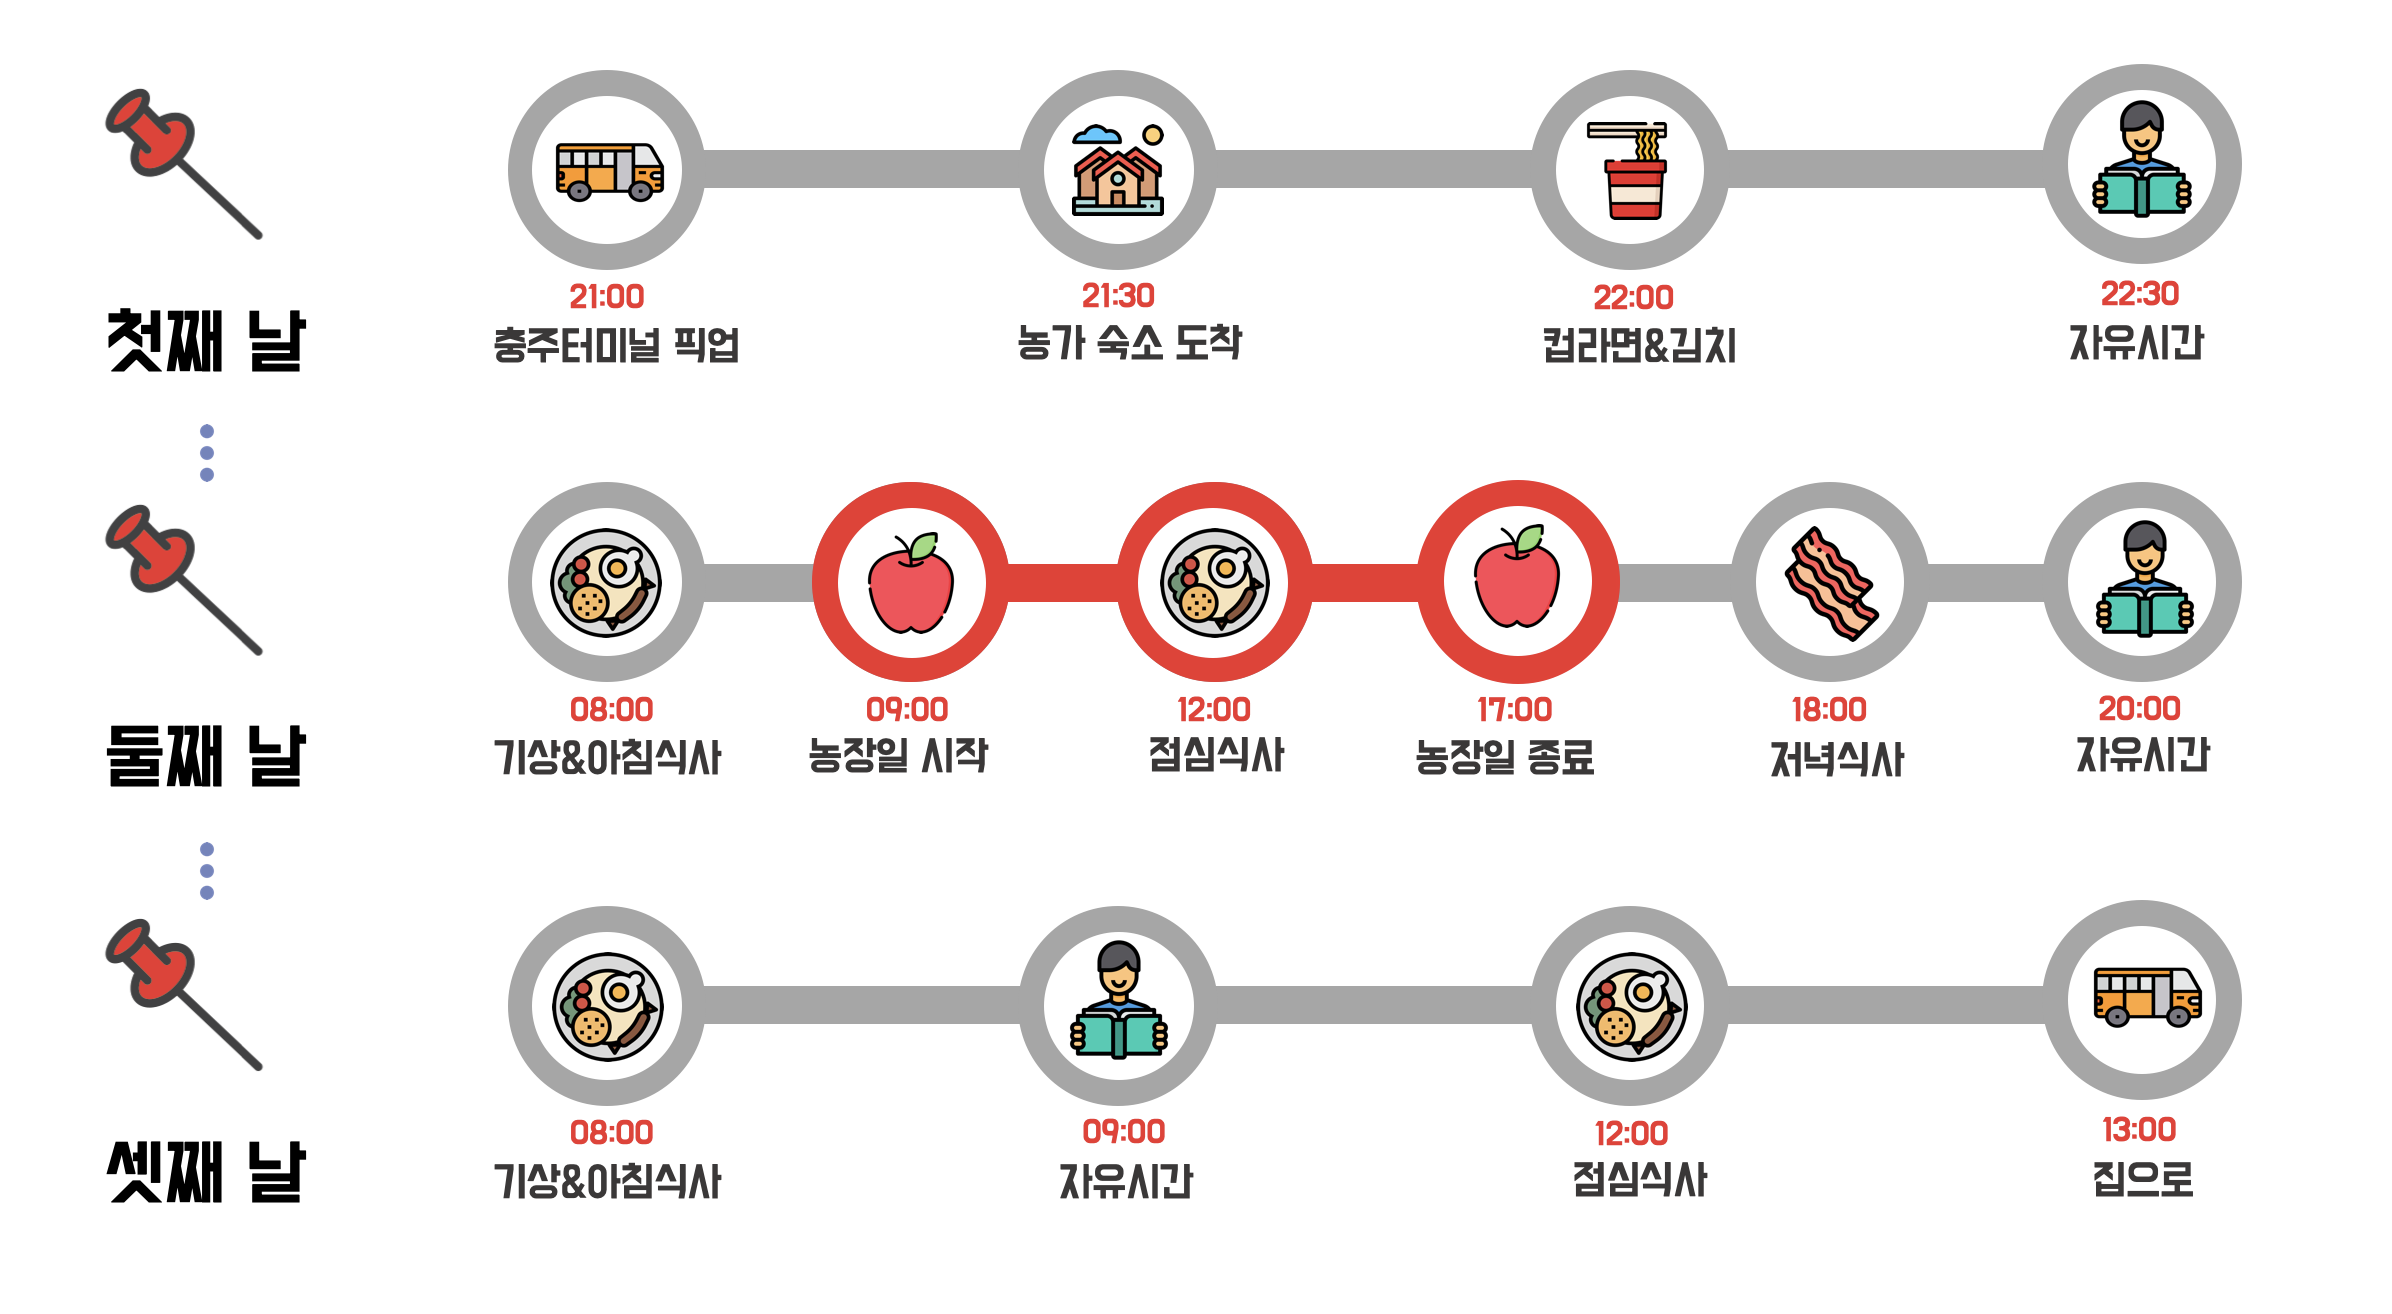 21:00
충주터미널 픽업
21:30
농가 숙소 도착
22:00
컵라면&김치
22:30
자유시간
첫째 날
08:00
기상&아침식사
09:00
농장일 시작
12:00
점심식사
17:00
농장일 종료
18:00
저녁식사
20:00
자유시간
둘째 날
08:00
기상&아침식사
09:00
자유시간
12:00
점심식사
13:00
집으로
셋째 날